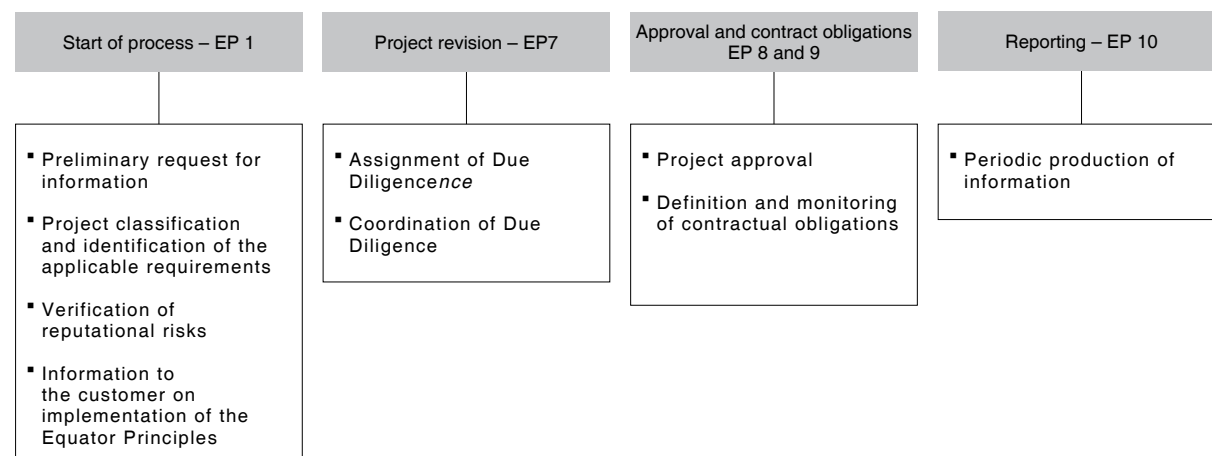 Start of process – EP 1
▪ Preliminary request for
information
▪ Project classification
and identification of the
applicable requirements
▪ Verification of
reputational risks
▪ Information to
the customer on
implementation of the
Equator Principles
Project revision – EP7
▪ Assignment of Due
Diligencence
▪ Coordination of Due
Diligence
Approval and contract obligations
EP 8 and 9
▪ Project approval
▪ Definition and monitoring
of contractual obligations
Reporting – EP 10
▪ Periodic production of
information